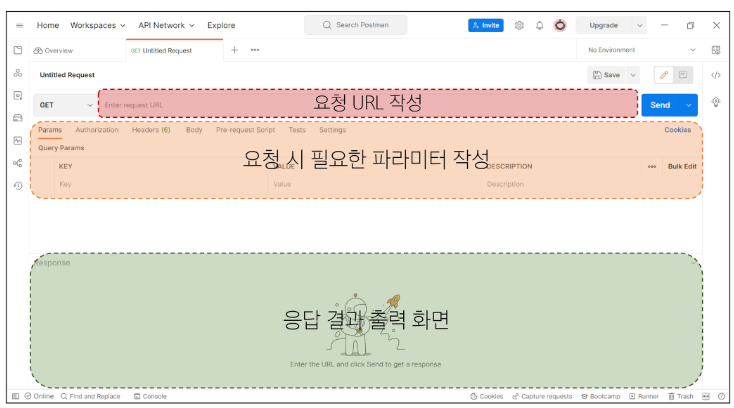 Home Workspaces API Network Explore Search Postman Invite Upgrade
Overview GET Untitled Request + ••• No Environment
Untitled Request Save
GET Enter request URL 요청 URL 작성 Send
Params Authorization Headers (6) Body Pre-request Script Tests Settings Cookies
Query Params
요청 시 필요한 파라미터 작성
KEY VALUE DESCRIPTION ••• Bulk Edit
Key Value Description
Response
응답 결과 출력 화면
Enter the URL and click Send to get a response
Online Find and Replace Console Cookies Capture requests Bootcamp Runner Trash